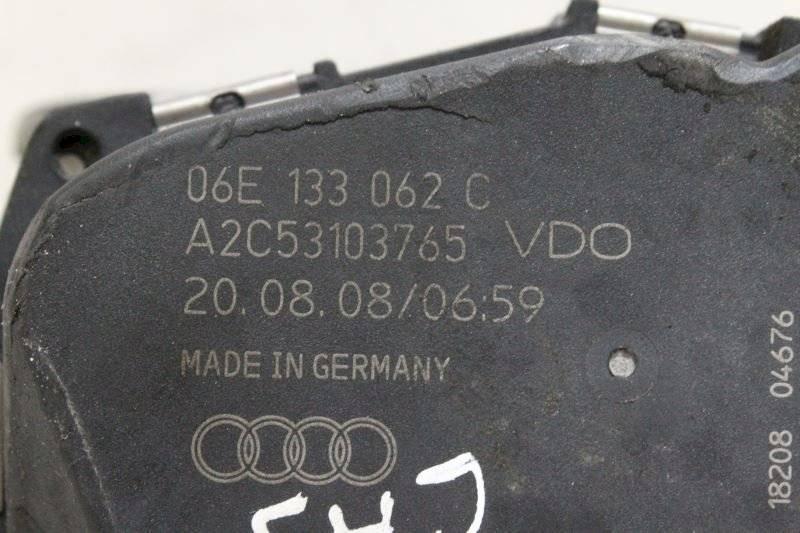 06E 133 062 C
A2C53103765 VDO
20.08.08/06:59
MADE IN GERMANY
18208 04676